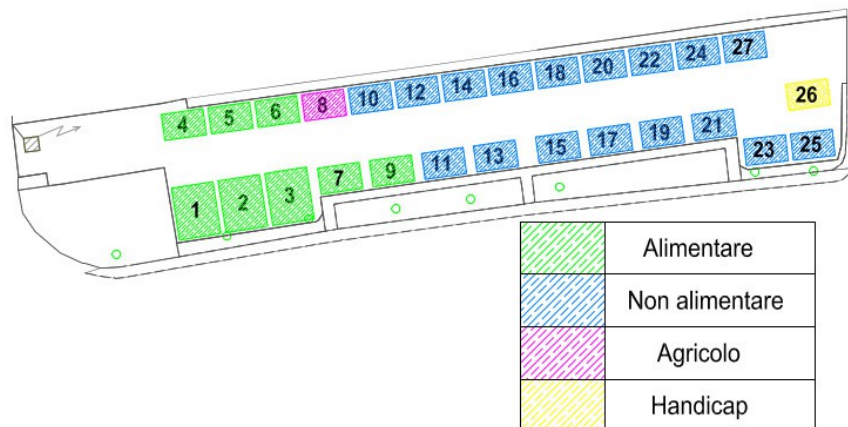 4 5 6 8 10 12 14 16 18 20 22 24 27
26
1 2 3 7 9 11 13 15 17 19 21 23 25
Alimentare
Non alimentare
Agricolo
Handicap